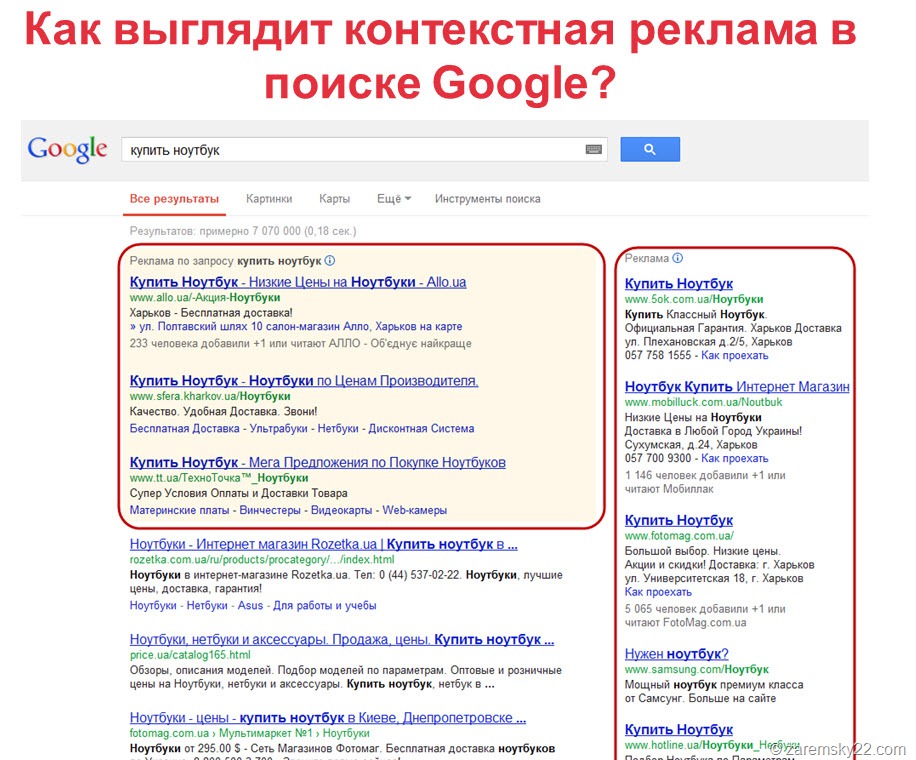 Как выглядит контекстная реклама в
поиске Google?
Google
купить ноутбук
Все результаты Картинки Карты Ещё Инструменты поиска
Результатов: примерно 7 070 000 (0,18 сек.)
Реклама по запросу купить ноутбук
Купить Ноутбук - Низкие Цены на Ноутбуки - Allo.ua
www.allo.ua/-Акция-Ноутбуки
Харьков - Бесплатная доставка!
» ул. Полтавский шлях 10 салон-магазин Алло, Харьков на карте
233 человека добавили +1 или читают АЛЛО - Об'єднує найкраще
Купить Ноутбук - Ноутбуки по Ценам Производителя.
www.sfera.kharkov.ua/Ноутбуки
Качество. Удобная Доставка. Звони!
Бесплатная Доставка - Ультрабуки - Нетбуки - Дисконтная Система
Купить Ноутбук - Мега Предложения по Покупке Ноутбуков
www.tt.ua/ТехноТочка™_Ноутбуки
Супер Условия Оплаты и Доставки Товара
Материнские платы - Винчестеры - Видеокарты - Web-камеры
Ноутбуки - Интернет магазин Rozetka.ua | Купить ноутбук в ...
rozetka.com.ua/ru/products/procategory/.../index.html
Ноутбуки в интернет-магазине Rozetka.ua. Тел: 0 (44) 537-02-22. Ноутбуки, лучшие
цены, доставка, гарантия!
Ноутбуки - Нетбуки - Asus - Для работы и учебы
Ноутбуки, нетбуки и аксессуары. Продажа, цены. Купить ноутбук ...
price.ua/catalog165.html
Обзоры, описания моделей. Подбор моделей по параметрам. Оптовые и розничные
цены на Ноутбуки, нетбуки и аксессуары. Купить ноутбук, нетбук в ...
Ноутбуки - цены - купить ноутбук в Киеве, Днепропетровске ...
fotomag.com.ua › Мультимаркет №1 › Ноутбуки
Ноутбуки от 295.00 $ - Сеть Магазинов Фотомаг. Бесплатная доставка ноутбуков
Реклама
Купить Ноутбук
www.5ok.com.ua/Ноутбуки
Купить Классный Ноутбук.
Официальная Гарантия. Харьков Доставка
ул. Плехановская д.2/5, Харьков
057 758 1555 - Как проехать
Ноутбук Купить Интернет Магазин
www.mobilluck.com.ua/Noutbuk
Низкие Цены на Ноутбуки
Доставка в Любой Город Украины!
Сухумская, д.24, Харьков
057 700 9300 - Как проехать
1 146 человек добавили +1 или
читают Мобиллак
Купить Ноутбук
www.fotomag.com.ua/
Большой выбор. Низкие цены.
Акции и скидки! Доставка: г. Харьков
ул. Университетская 18, г. Харьков
Как проехать
5 065 человек добавили +1 или
читают FotoMag.com.ua
Нужен ноутбук?
www.samsung.com/Ноутбук
Мощный ноутбук премиум класса
от Самсунг. Больше на сайте
Купить Ноутбук
www.hotline.ua/Ноутбуки_Ноутбуки
© zaremsky22.com